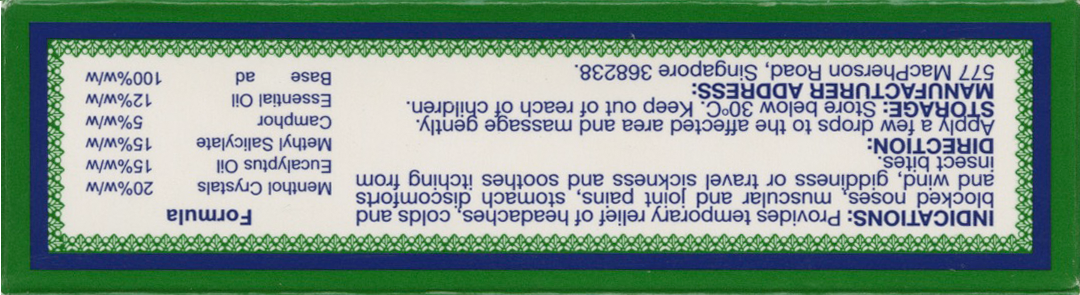 INDICATIONS: Provides temporary relief of headaches, colds and
blocked noses, muscular and joint pains, stomach discomforts
and wind, giddiness or travel sickness and soothes itching from
insect bites.
DIRECTION:
Apply a few drops to the affected area and massage gently.
STORAGE: Store below 30°C. Keep out of reach of children.
MANUFACTURER ADDRESS:
577 MacPherson Road, Singapore 368238.
Formula
Menthol Crystals 20%w/w
Eucalyptus Oil 15%w/w
Methyl Salicylate 15%w/w
Camphor 5%w/w
Essential Oil 12%w/w
Base ad 100%w/w